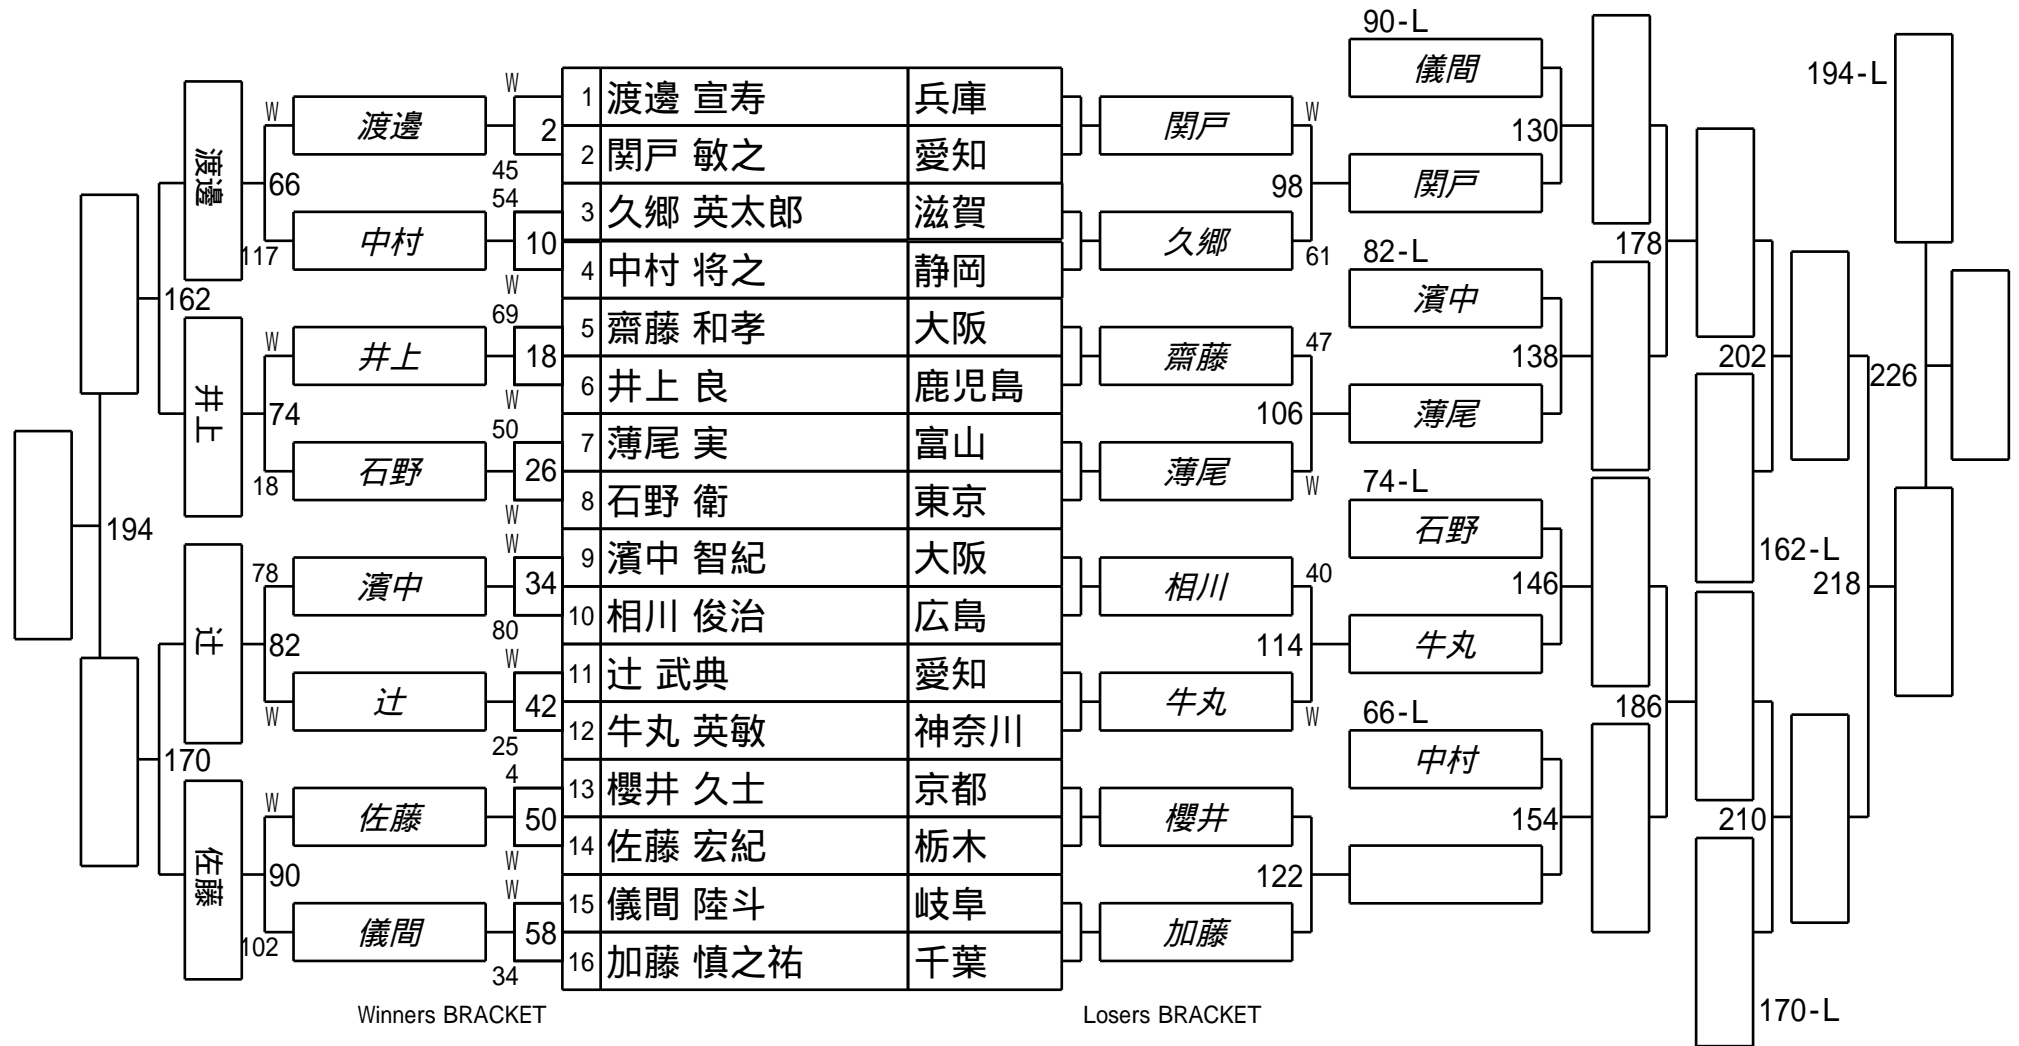 90-L
儀間
194-L
W
1 渡邊 宣寿 兵庫
W 渡邊 2 関戸 W
130
2 関戸 敏之 愛知
45
渡邊 66 98 関戸
54
3 久郷 英太郎 滋賀
117 中村 10 久郷 61
178
82-L
4 中村 将之 静岡
W
162
濱中
69
5 齋藤 和孝 大阪
W 井上 18 齋藤 47
138 202 226
6 井上 良 鹿児島
W
井上 74 106 薄尾
50
7 薄尾 実 富山
18 石野 26 薄尾 W
74-L
8 石野 衛 東京
W
194
石野
162-L
W
9 濱中 智紀 大阪
78 濱中 34 相川 40
146 218
10 相川 俊治 広島
80
辻 82 114 牛丸
W
11 辻 武典 愛知
W 辻 42 牛丸 W
66-L
186
12 牛丸 英敏 神奈川
25
170
中村
4
13 櫻井 久士 京都
W 佐藤 50 櫻井
154 210
14 佐藤 宏紀 栃木
W
佐藤 90 122
W
15 儀間 陸斗 岐阜
102 儀間 58 加藤
16 加藤 慎之祐 千葉
34
Winners BRACKET Losers BRACKET
170-L